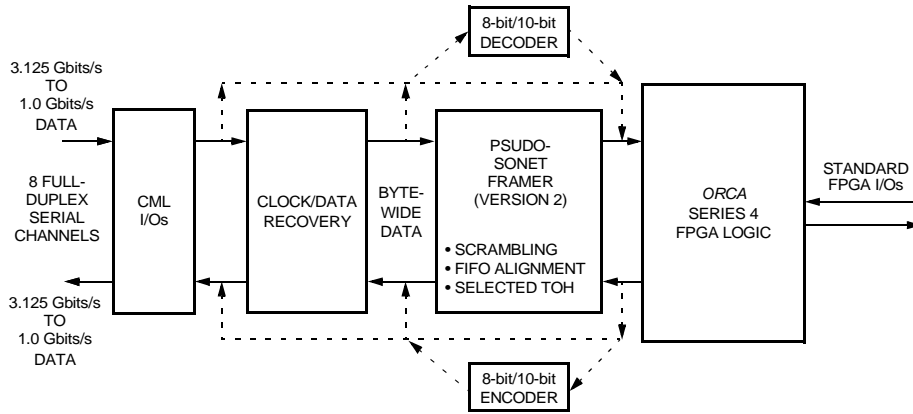 8-bit/10-bit
DECODER
3.125 Gbits/s
TO
1.0 Gbits/s
DATA
8 FULL-
DUPLEX
SERIAL
CHANNELS
3.125 Gbits/s
TO
1.0 Gbits/s
DATA
CML
I/Os
CLOCK/DATA
RECOVERY
BYTE-
WIDE
DATA
PSUDO-
SONET
FRAMER
(VERSION 2)
• SCRAMBLING
• FIFO ALIGNMENT
• SELECTED TOH
ORCA
SERIES 4
FPGA LOGIC
STANDARD
FPGA I/Os
8-bit/10-bit
ENCODER